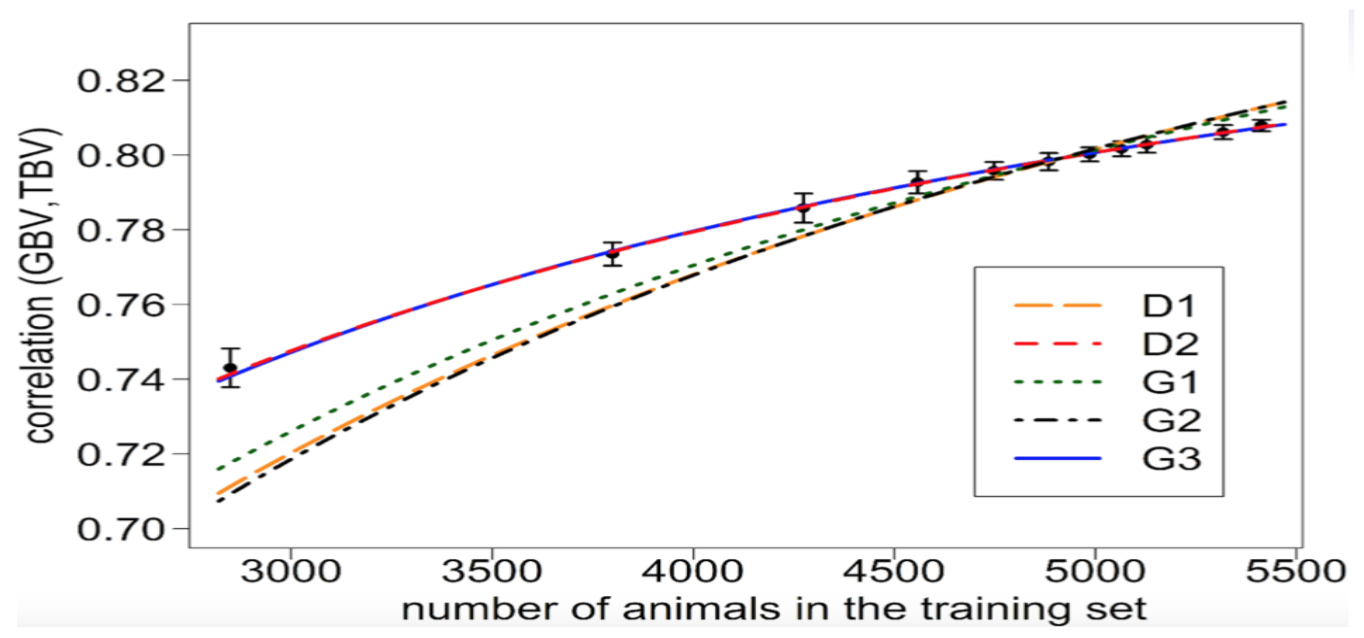 correlation (GBV,TBV)
0.82
0.80
0.78
0.76
0.74
0.72
0.70
D1
D2
G1
G2
G3
3000 3500 4000 4500 5000 5500
number of animals in the training set